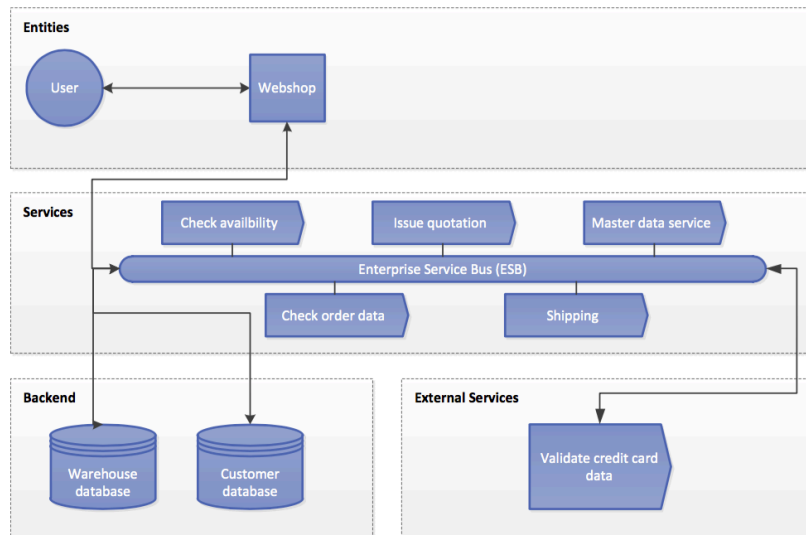 Entities
User
Webshop
Services
Check availbility
Issue quotation
Master data service
Enterprise Service Bus (ESB)
Check order data
Shipping
Backend
External Services
Warehouse
database
Customer
database
Validate credit card
data